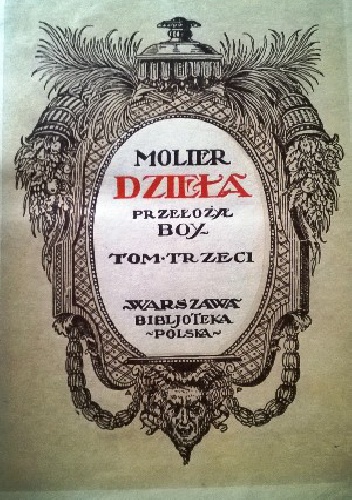 MOLIER
DZIEŁA
PRZEŁOŻYŁ
BOY
TOM·TRZECI
WARSZAWA
BIBLJOTEKA
~POLSKA~